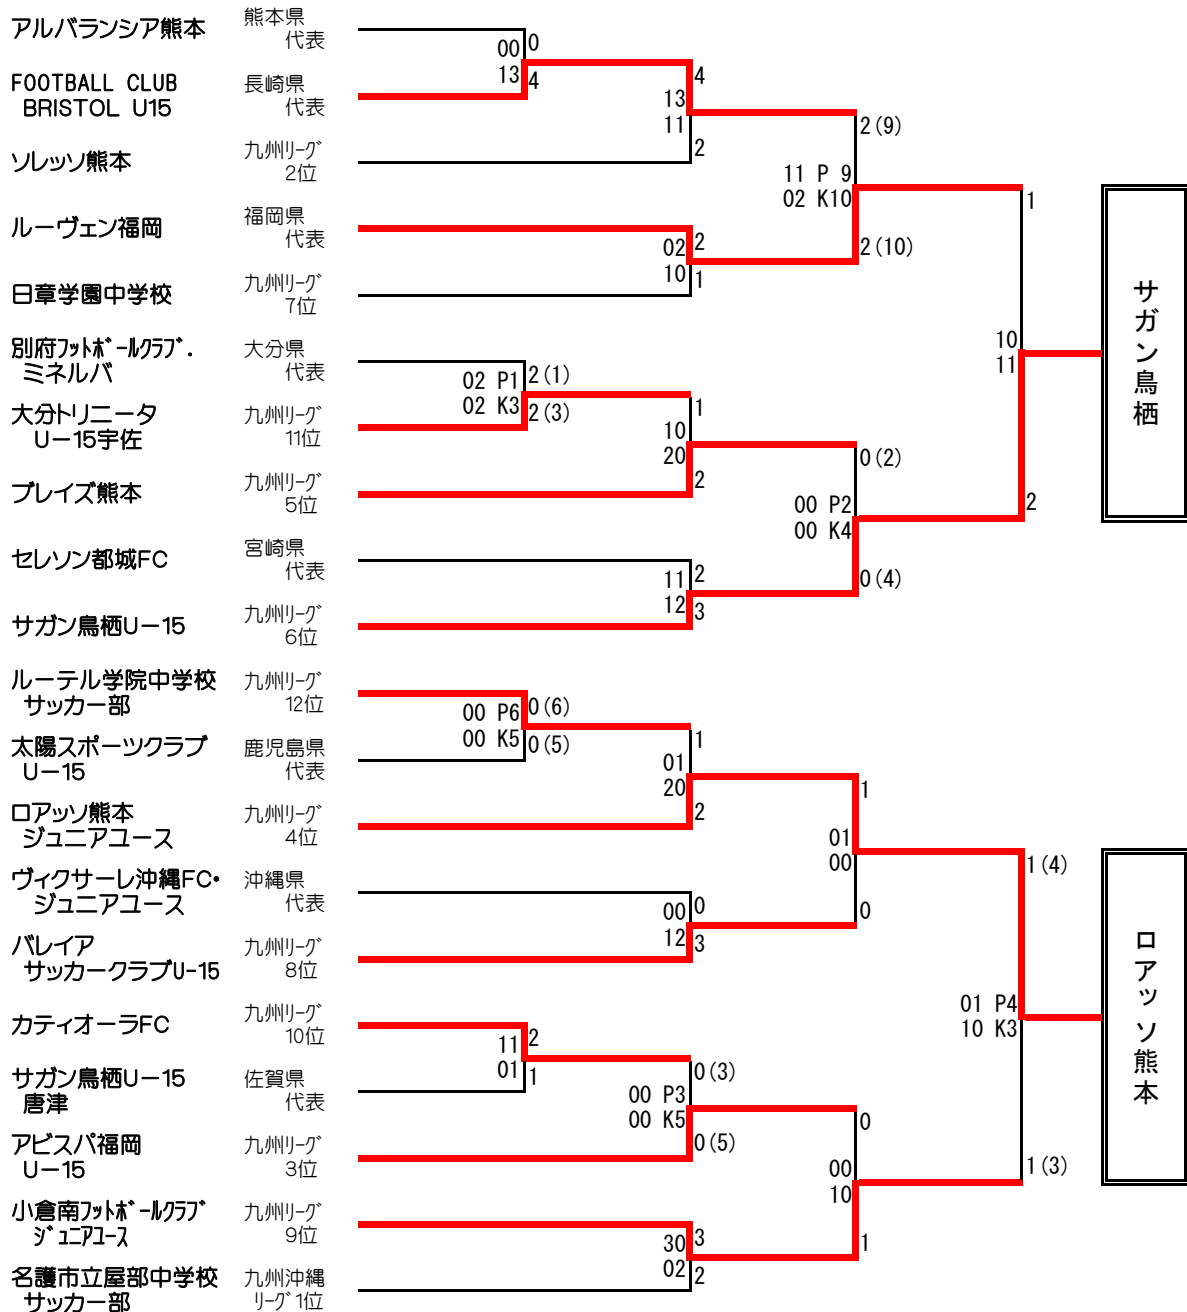 アルバランシア熊本
熊本県
代表
FOOTBALL CLUB
BRISTOL U15
長崎県
代表
ソレッソ熊本
九州リーグ
2位
ルーヴェン福岡
福岡県
代表
日章学園中学校
九州リーグ
7位
別府フットボールクラブ.
ミネルバ
大分県
代表
大分トリニータ
U－15宇佐
九州リーグ
11位
ブレイズ熊本
九州リーグ
5位
セレソン都城FC
宮崎県
代表
サガン鳥栖U－15
九州リーグ
6位
ルーテル学院中学校
サッカー部
九州リーグ
12位
太陽スポーツクラブ
U－15
鹿児島県
代表
ロアッソ熊本
ジュニアユース
九州リーグ
4位
ヴィクサーレ沖縄FC・
ジュニアユース
沖縄県
代表
バレイア
サッカークラブU-15
九州リーグ
8位
カティオーラFC
九州リーグ
10位
サガン鳥栖U－15
唐津
佐賀県
代表
アビスパ福岡
U－15
九州リーグ
3位
小倉南フットボールクラブ
ジュニアユース
九州リーグ
9位
名護市立屋部中学校
サッカー部
九州沖縄
リーグ1位
00 0
13 4
02 P1 2(1)
02 K3 2(3)
00 P6 0(6)
00 K5 0(5)
11 2
01 1
4
13
11
2
02 2
10 1
1
10
20
2
11 2
12 3
1
01
20
2
00 0
12 3
0(3)
00 P3
00 K5
0(5)
30 3
02 2
2(9)
11 P 9
02 K10
2(10)
0(2)
00 P2
00 K4
0(4)
1
01
00
0
0
00
10
1
1
10
11
2
1(4)
01 P4
10 K3
1(3)
サガン鳥栖
ロアッソ熊本